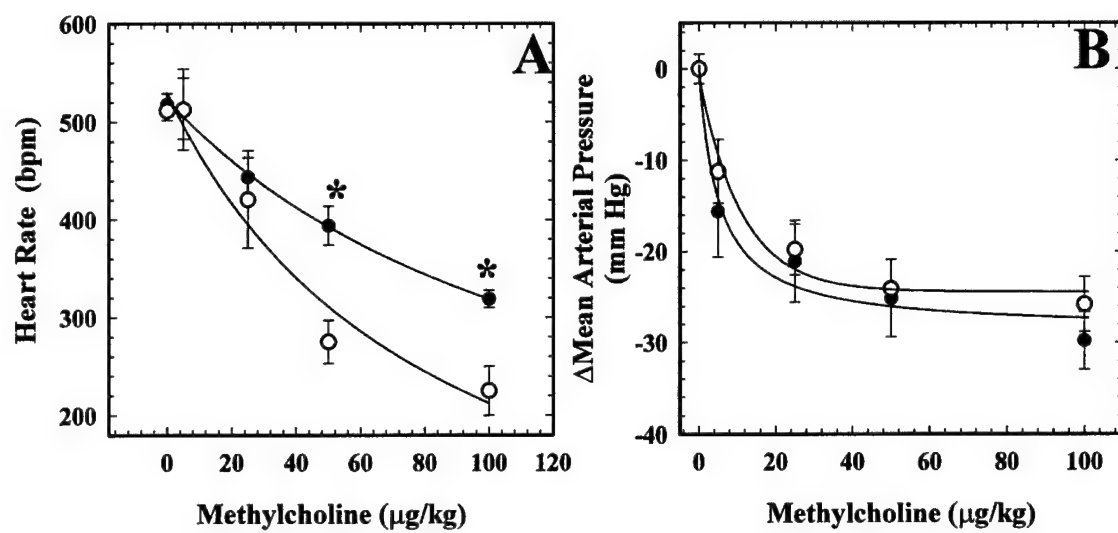 A
600
500
400
300
200
Heart Rate (bpm)
*
*
0 20 40 60 80 100 120
Methylcholine (μg/kg)
B
0
-10
-20
-30
-40
ΔMean Arterial Pressure
(mm Hg)
0 20 40 60 80 100
Methylcholine (μg/kg)